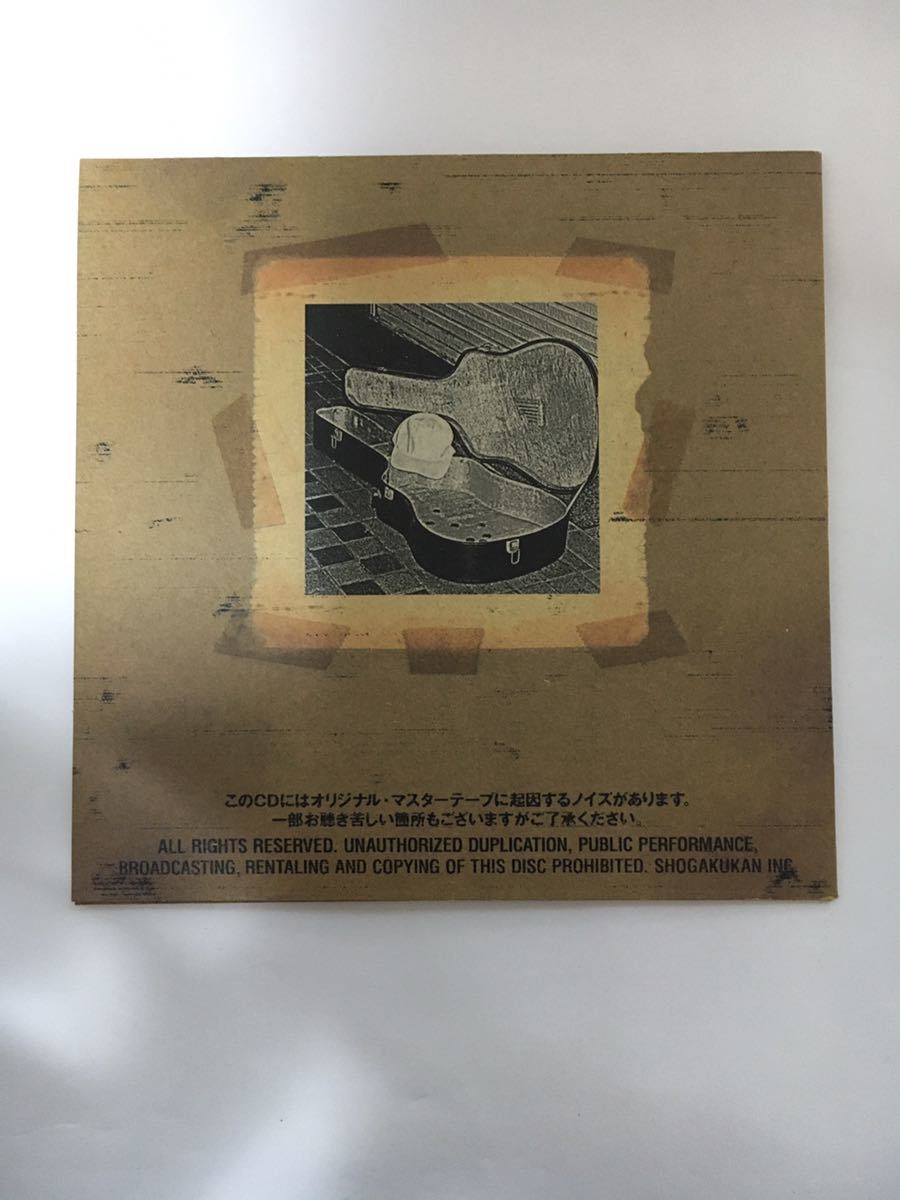 このCDにはオリジナル・マスターテープに起因するノイズがあります。
一部お聴き苦しい箇所もございますがご了承ください。
ALL RIGHTS RESERVED. UNAUTHORIZED DUPLICATION, PUBLIC PERFORMANCE,
BROADCASTING, RENTALING AND COPYING OF THIS DISC PROHIBITED. SHOGAKUKAN INC.